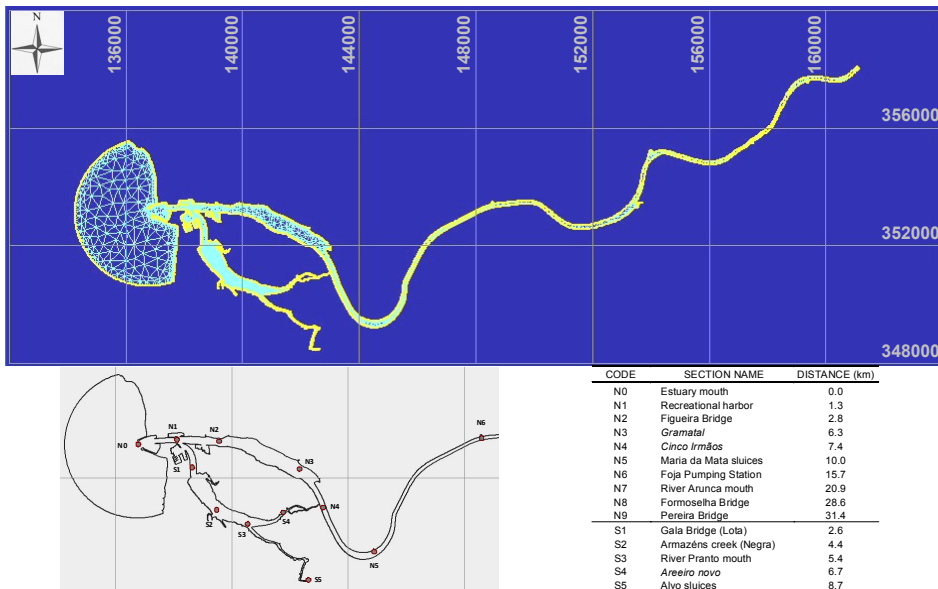 N
136000
140000
144000
148000
152000
156000
160000
356000
352000
348000
N0
N1
N2
N3
N4
N5
N6
S1
S2
S3
S4
S5
CODE SECTION NAME DISTANCE (km)
N0 Estuary mouth 0.0
N1 Recreational harbor 1.3
N2 Figueira Bridge 2.8
N3 Gramatal 6.3
N4 Cinco Irmãos 7.4
N5 Maria da Mata sluices 10.0
N6 Foja Pumping Station 15.7
N7 River Arunca mouth 20.9
N8 Formoselha Bridge 28.6
N9 Pereira Bridge 31.4
S1 Gala Bridge (Lota) 2.6
S2 Armazéns creek (Negra) 4.4
S3 River Pranto mouth 5.4
S4 Areeiro novo 6.7
S5 Alvo sluices 8.7